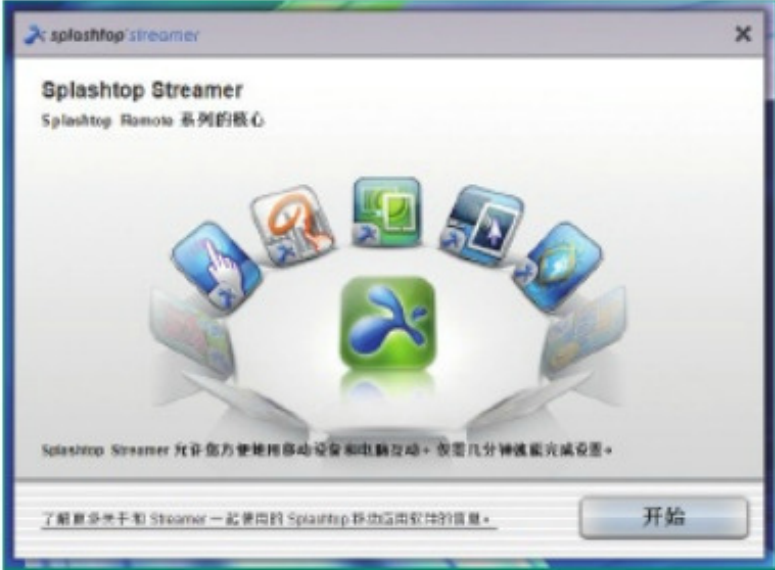 splashtop streamer
Splashtop Streamer
Splashtop Remote 系列的核心
Splashtop Streamer 允许您方便地用移动设备和电脑互动。仅需几分钟就能完成设置。
了解更多关于和 Streamer 一起使用的 Splashtop 移动应用软件的信息。
开始